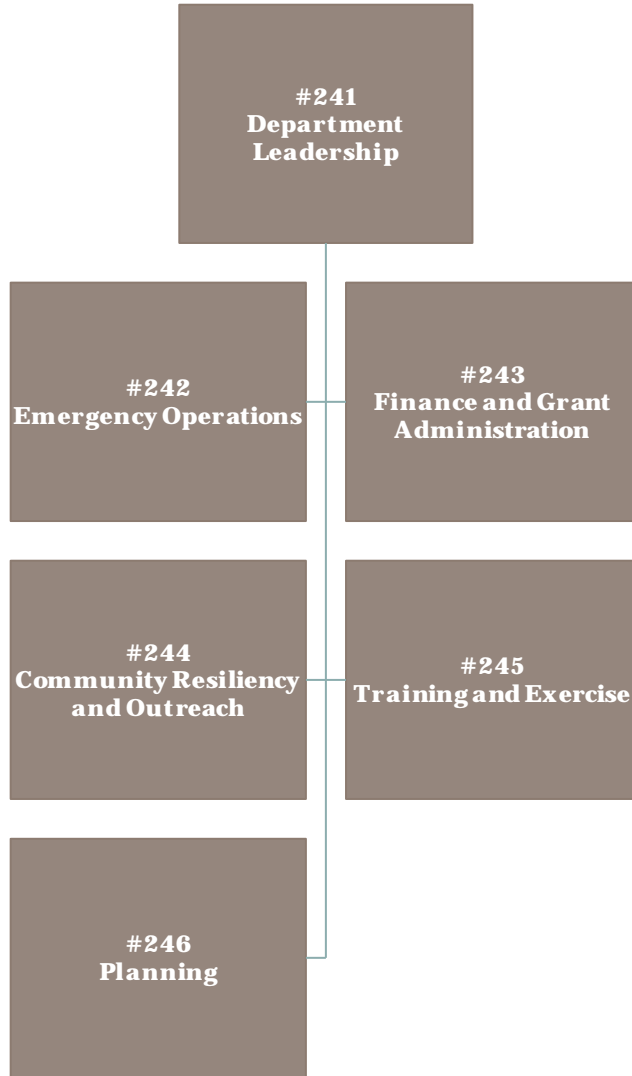 #241
Department
Leadership
#242
Emergency Operations
#243
Finance and Grant
Administration
#244
Community Resiliency
and Outreach
#245
Training and Exercise
#246
Planning